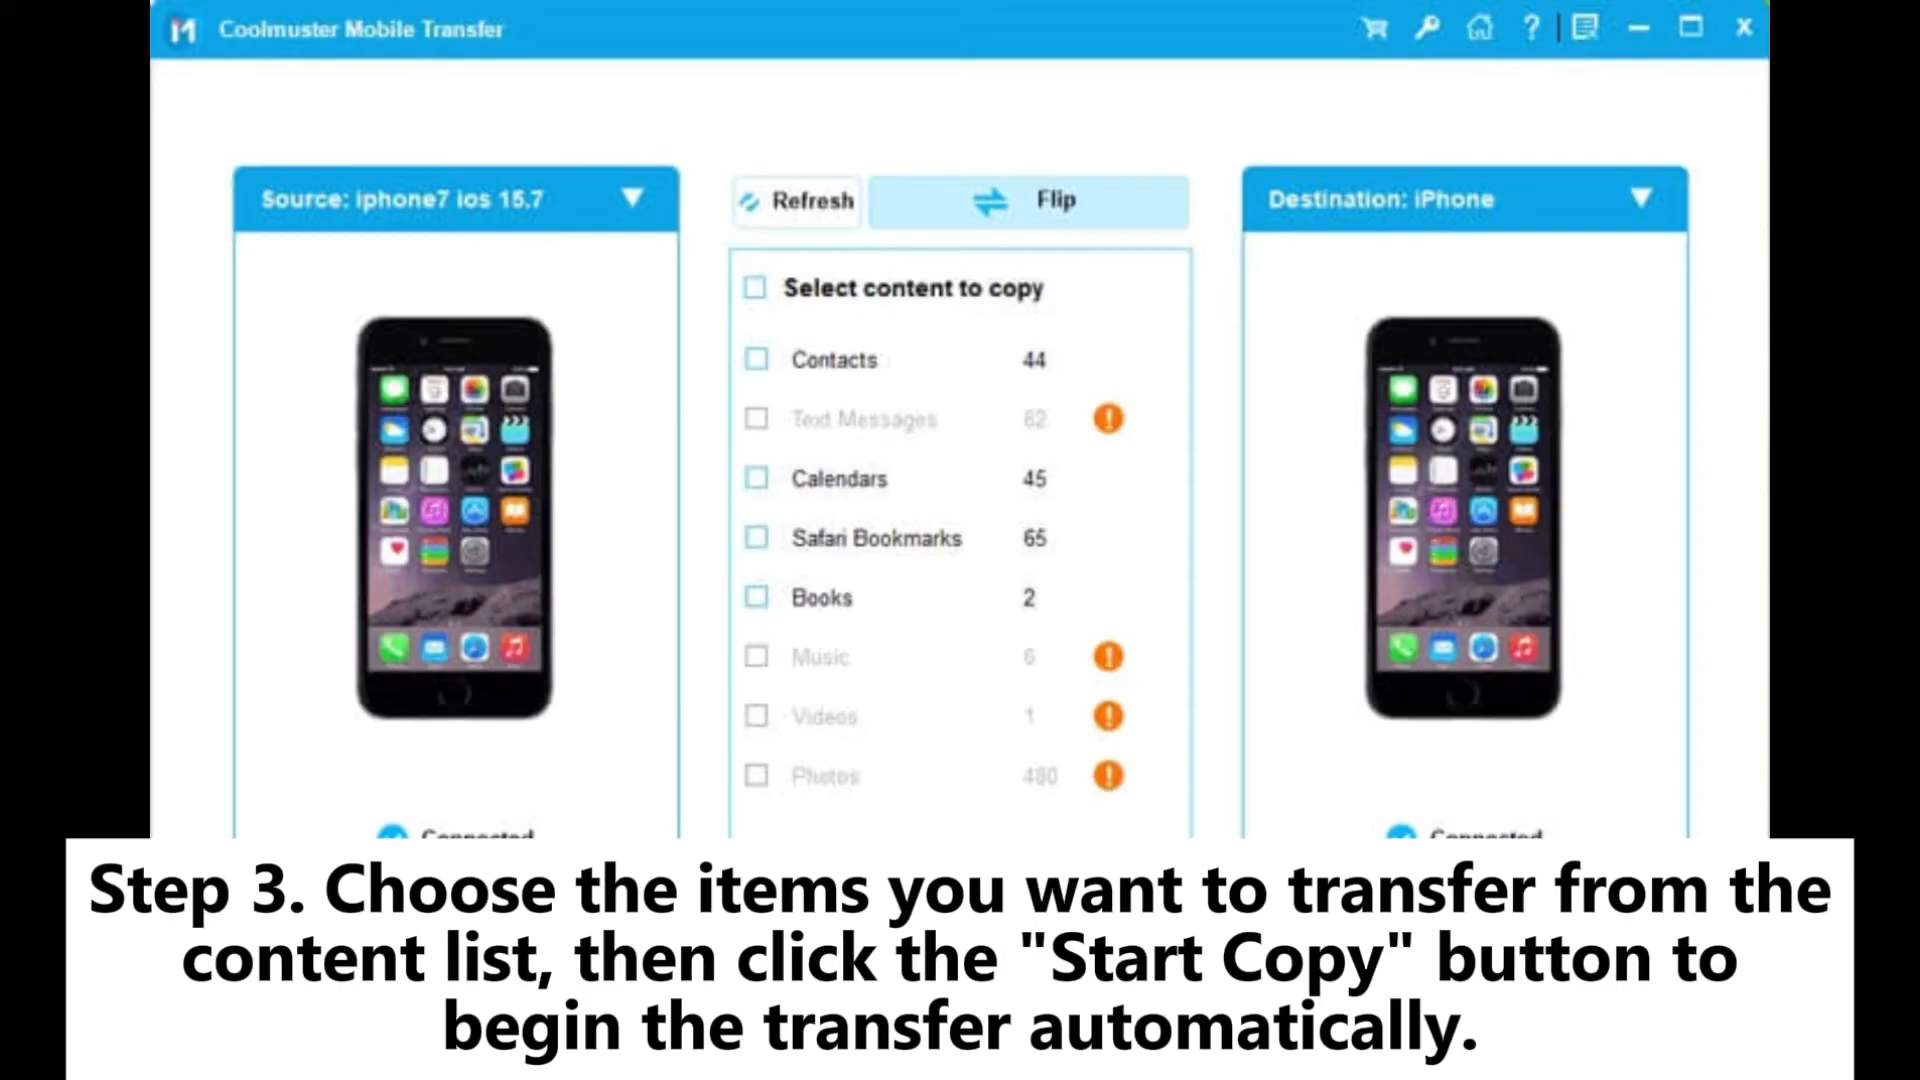 Coolmuster Mobile Transfer
Source: iphone7 ios 15.7
Refresh
Flip
Destination: iPhone
Select content to copy
Contacts 44
Text Messages 62
Calendars 45
Safari Bookmarks 65
Books 2
Music 6
Videos 1
Photos 480
Connected
Connected
Step 3. Choose the items you want to transfer from the
content list, then click the "Start Copy" button to
begin the transfer automatically.